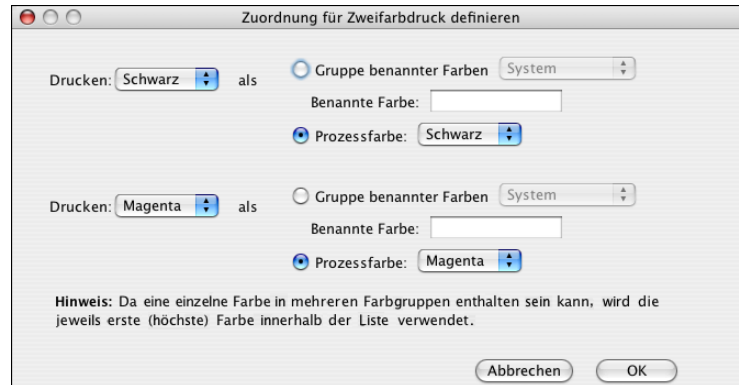 Zuordnung für Zweifarbdruck definieren
Drucken: Schwarz als Gruppe benannter Farben System
Benannte Farbe:
Prozessfarbe: Schwarz
Drucken: Magenta als Gruppe benannter Farben System
Benannte Farbe:
Prozessfarbe: Magenta
Hinweis: Da eine einzelne Farbe in mehreren Farbgruppen enthalten sein kann, wird die
jeweils erste (höchste) Farbe innerhalb der Liste verwendet.
Abbrechen OK